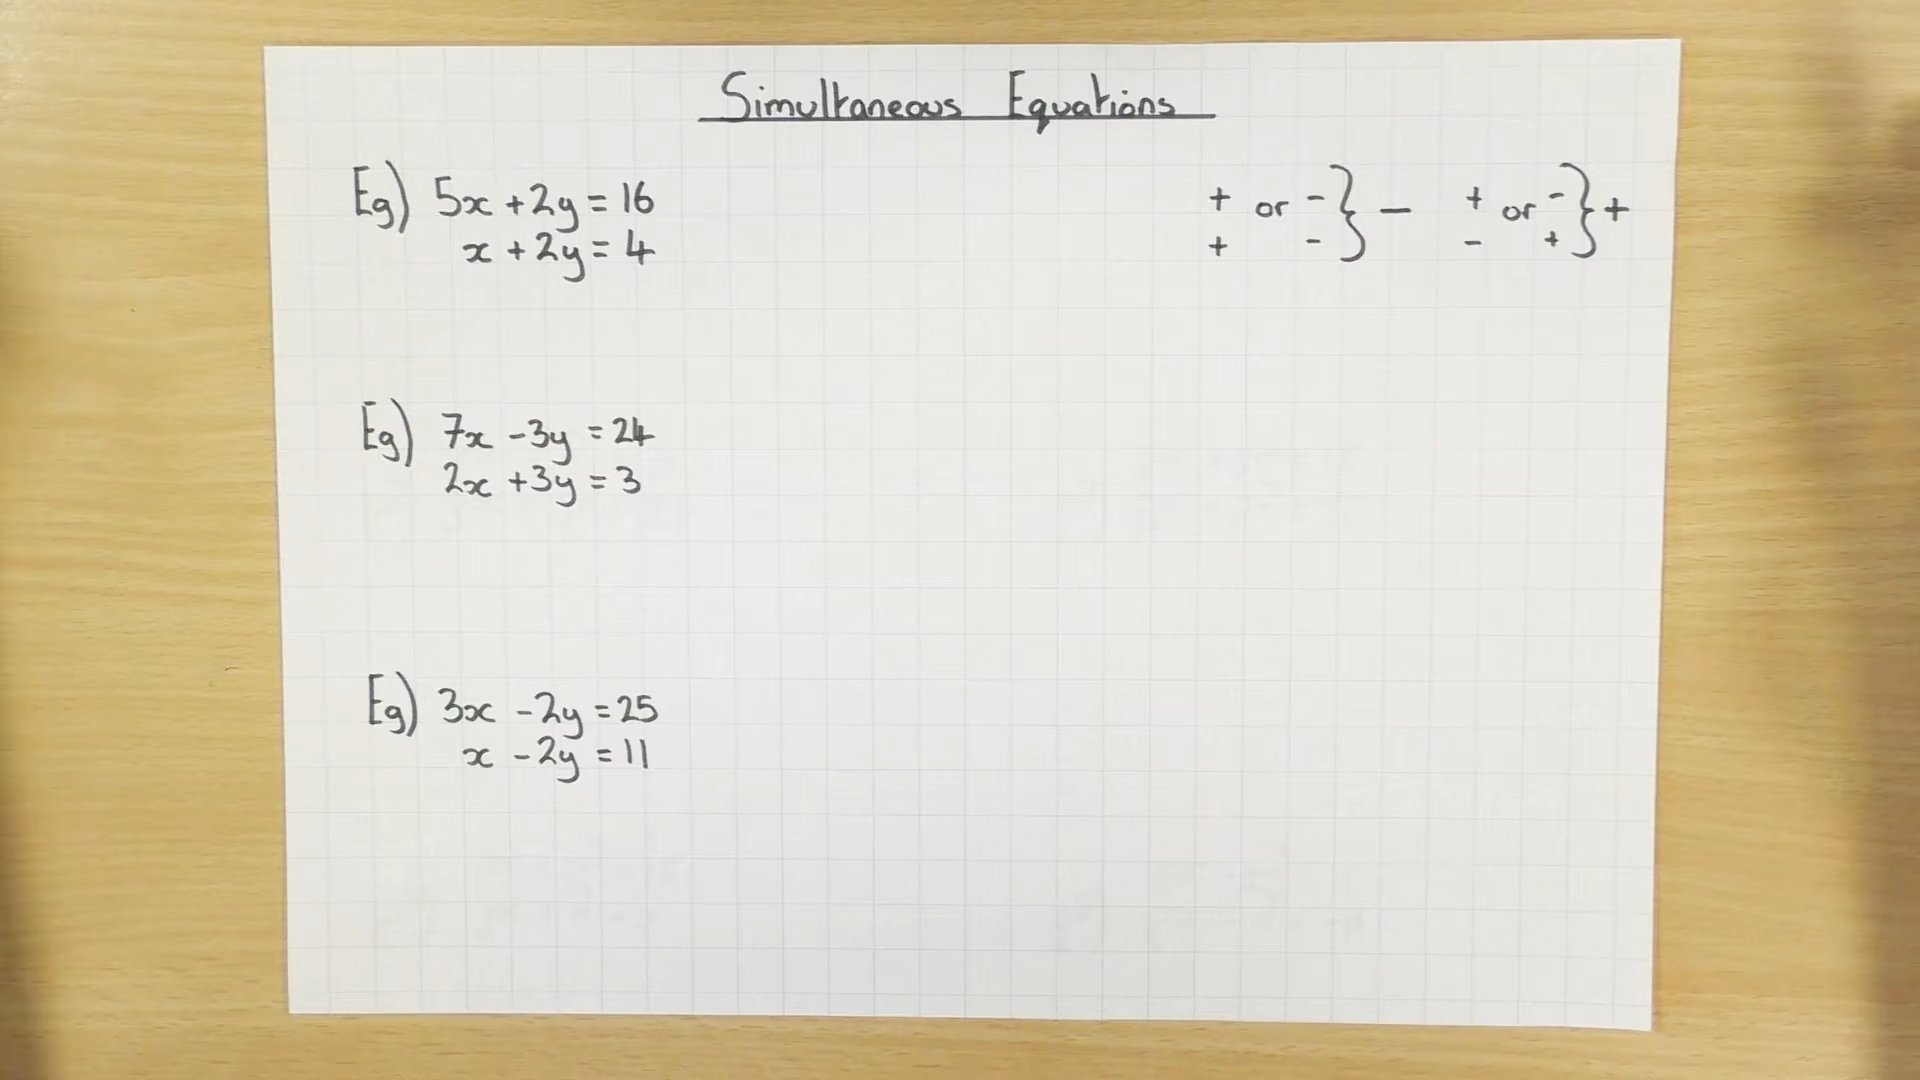 Simultaneous Equations
Eg) 5x + 2y = 16
x + 2y = 4
+ or - } - + or - } +
+ - - +
Eg) 7x - 3y = 24
2x + 3y = 3
Eg) 3x - 2y = 25
x - 2y = 11